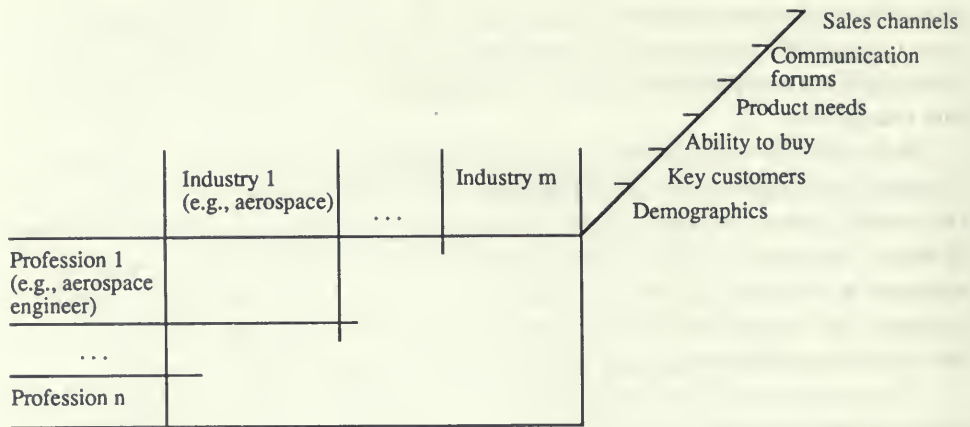 Sales channels
Communication
forums
Product needs
Ability to buy
Key customers
Demographics
Industry 1
(e.g., aerospace)
...
Industry m
Profession 1
(e.g., aerospace
engineer)
...
Profession n